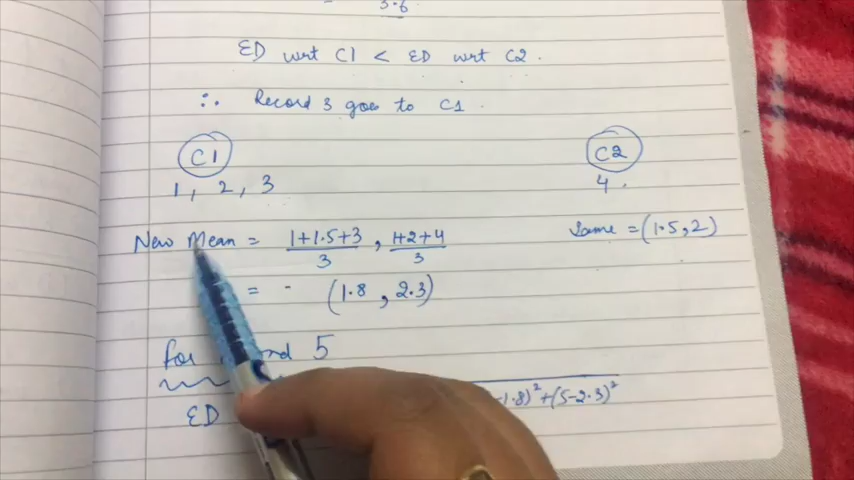 3.6
ED wrt C1 < ED wrt C2.
∴ Record 3 goes to C1.
C1 C2
1, 2, 3 4.
New Mean = 1+1.5+3/3, 1+2+4/3 Same = (1.5, 2)
= (1.8, 2.3)
for 5
ED -1.8)² + (5-2.3)²